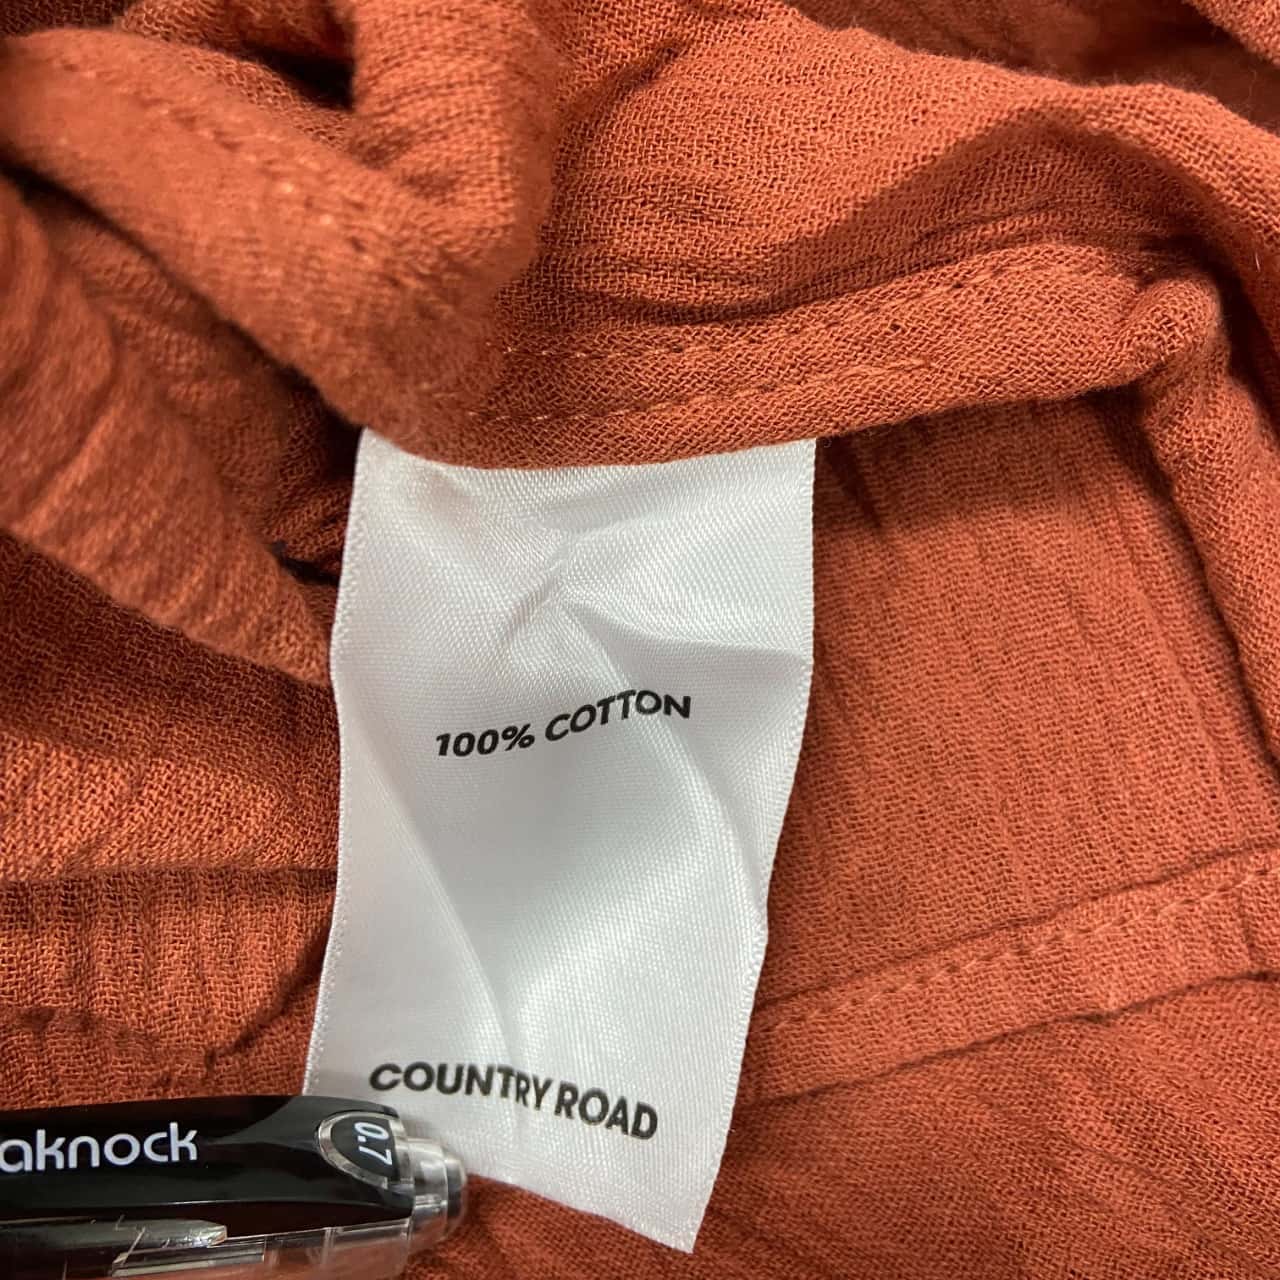 100% COTTON
COUNTRY ROAD
aknock
0.7